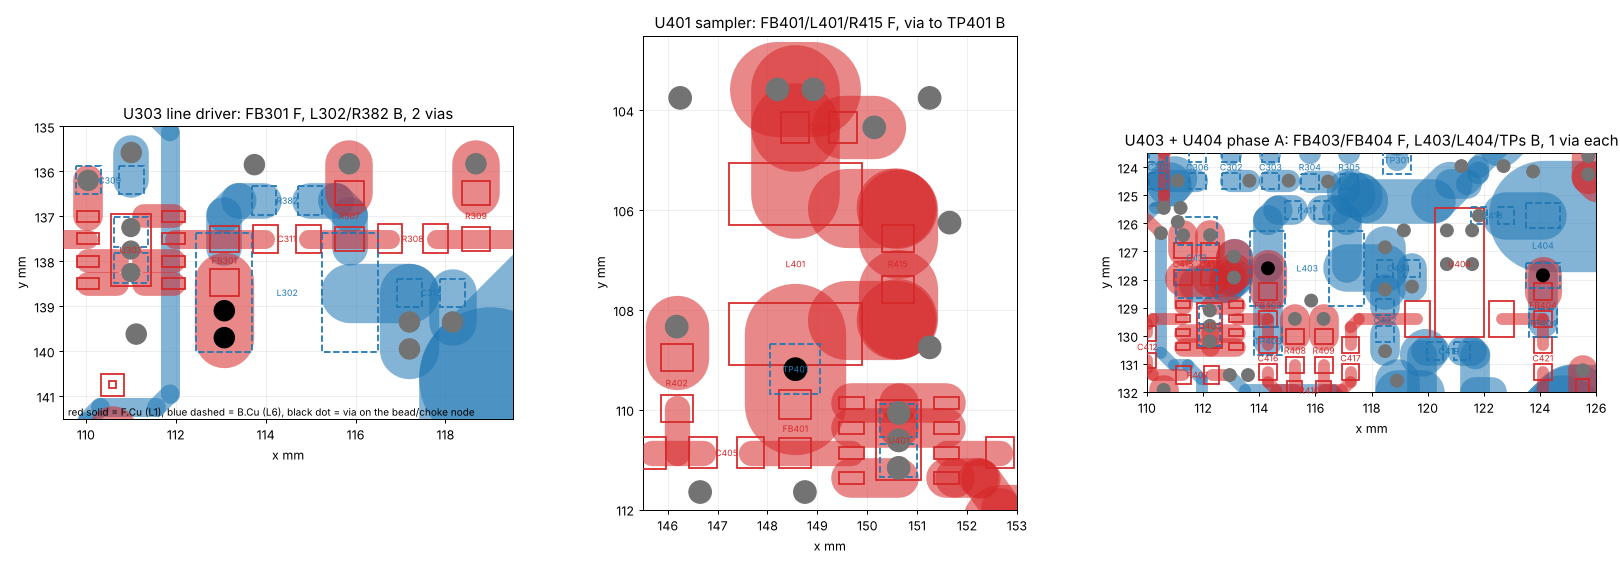 U303 line driver: FB301 F, L302/R382 B, 2 vias
135
136
137
138
139
140
141
y mm
R307
R309
C311
R308
FB301
L302
red solid = F.Cu (L1), blue dashed = B.Cu (L6), black dot = via on the bead/choke node
110
112
114
116
118
x mm
U401 sampler: FB401/L401/R415 F, via to TP401 B
104
106
108
110
112
y mm
L401
R415
TP401
R402
FB401
U401
C405
146
147
148
149
150
151
152
153
x mm
U403 + U404 phase A: FB403/FB404 F, L403/L404/TPs B, 1 via each
124
125
126
127
128
129
130
131
132
y mm
C306
C302
C303
R304
R305
TP301
L404
L403
FB404
C412
C416
R408
R409
C417
C421
110
112
114
116
118
120
122
124
126
x mm